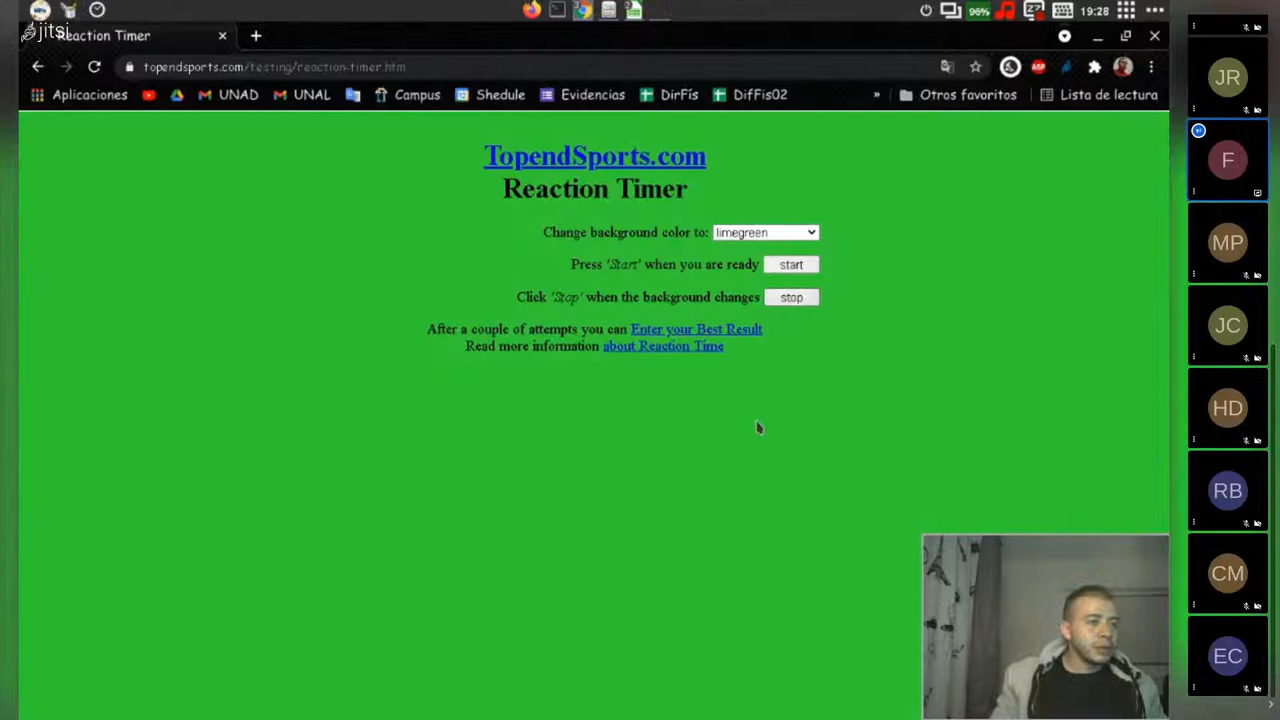 jitsi
Reaction Timer
96%
19:28
topendsports.com/testing/reaction-timer.htm
ABP
Aplicaciones
UNAD
UNAL
Campus
Shedule
Evidencias
DirFís
DifFis02
»
Otros favoritos
Lista de lectura
TopendSports.com
Reaction Timer
Change background color to: limegreen
Press 'Start' when you are ready start
Click 'Stop' when the background changes stop
After a couple of attempts you can Enter your Best Result
Read more information about Reaction Time
JR
F
MP
JC
HD
RB
CM
EC